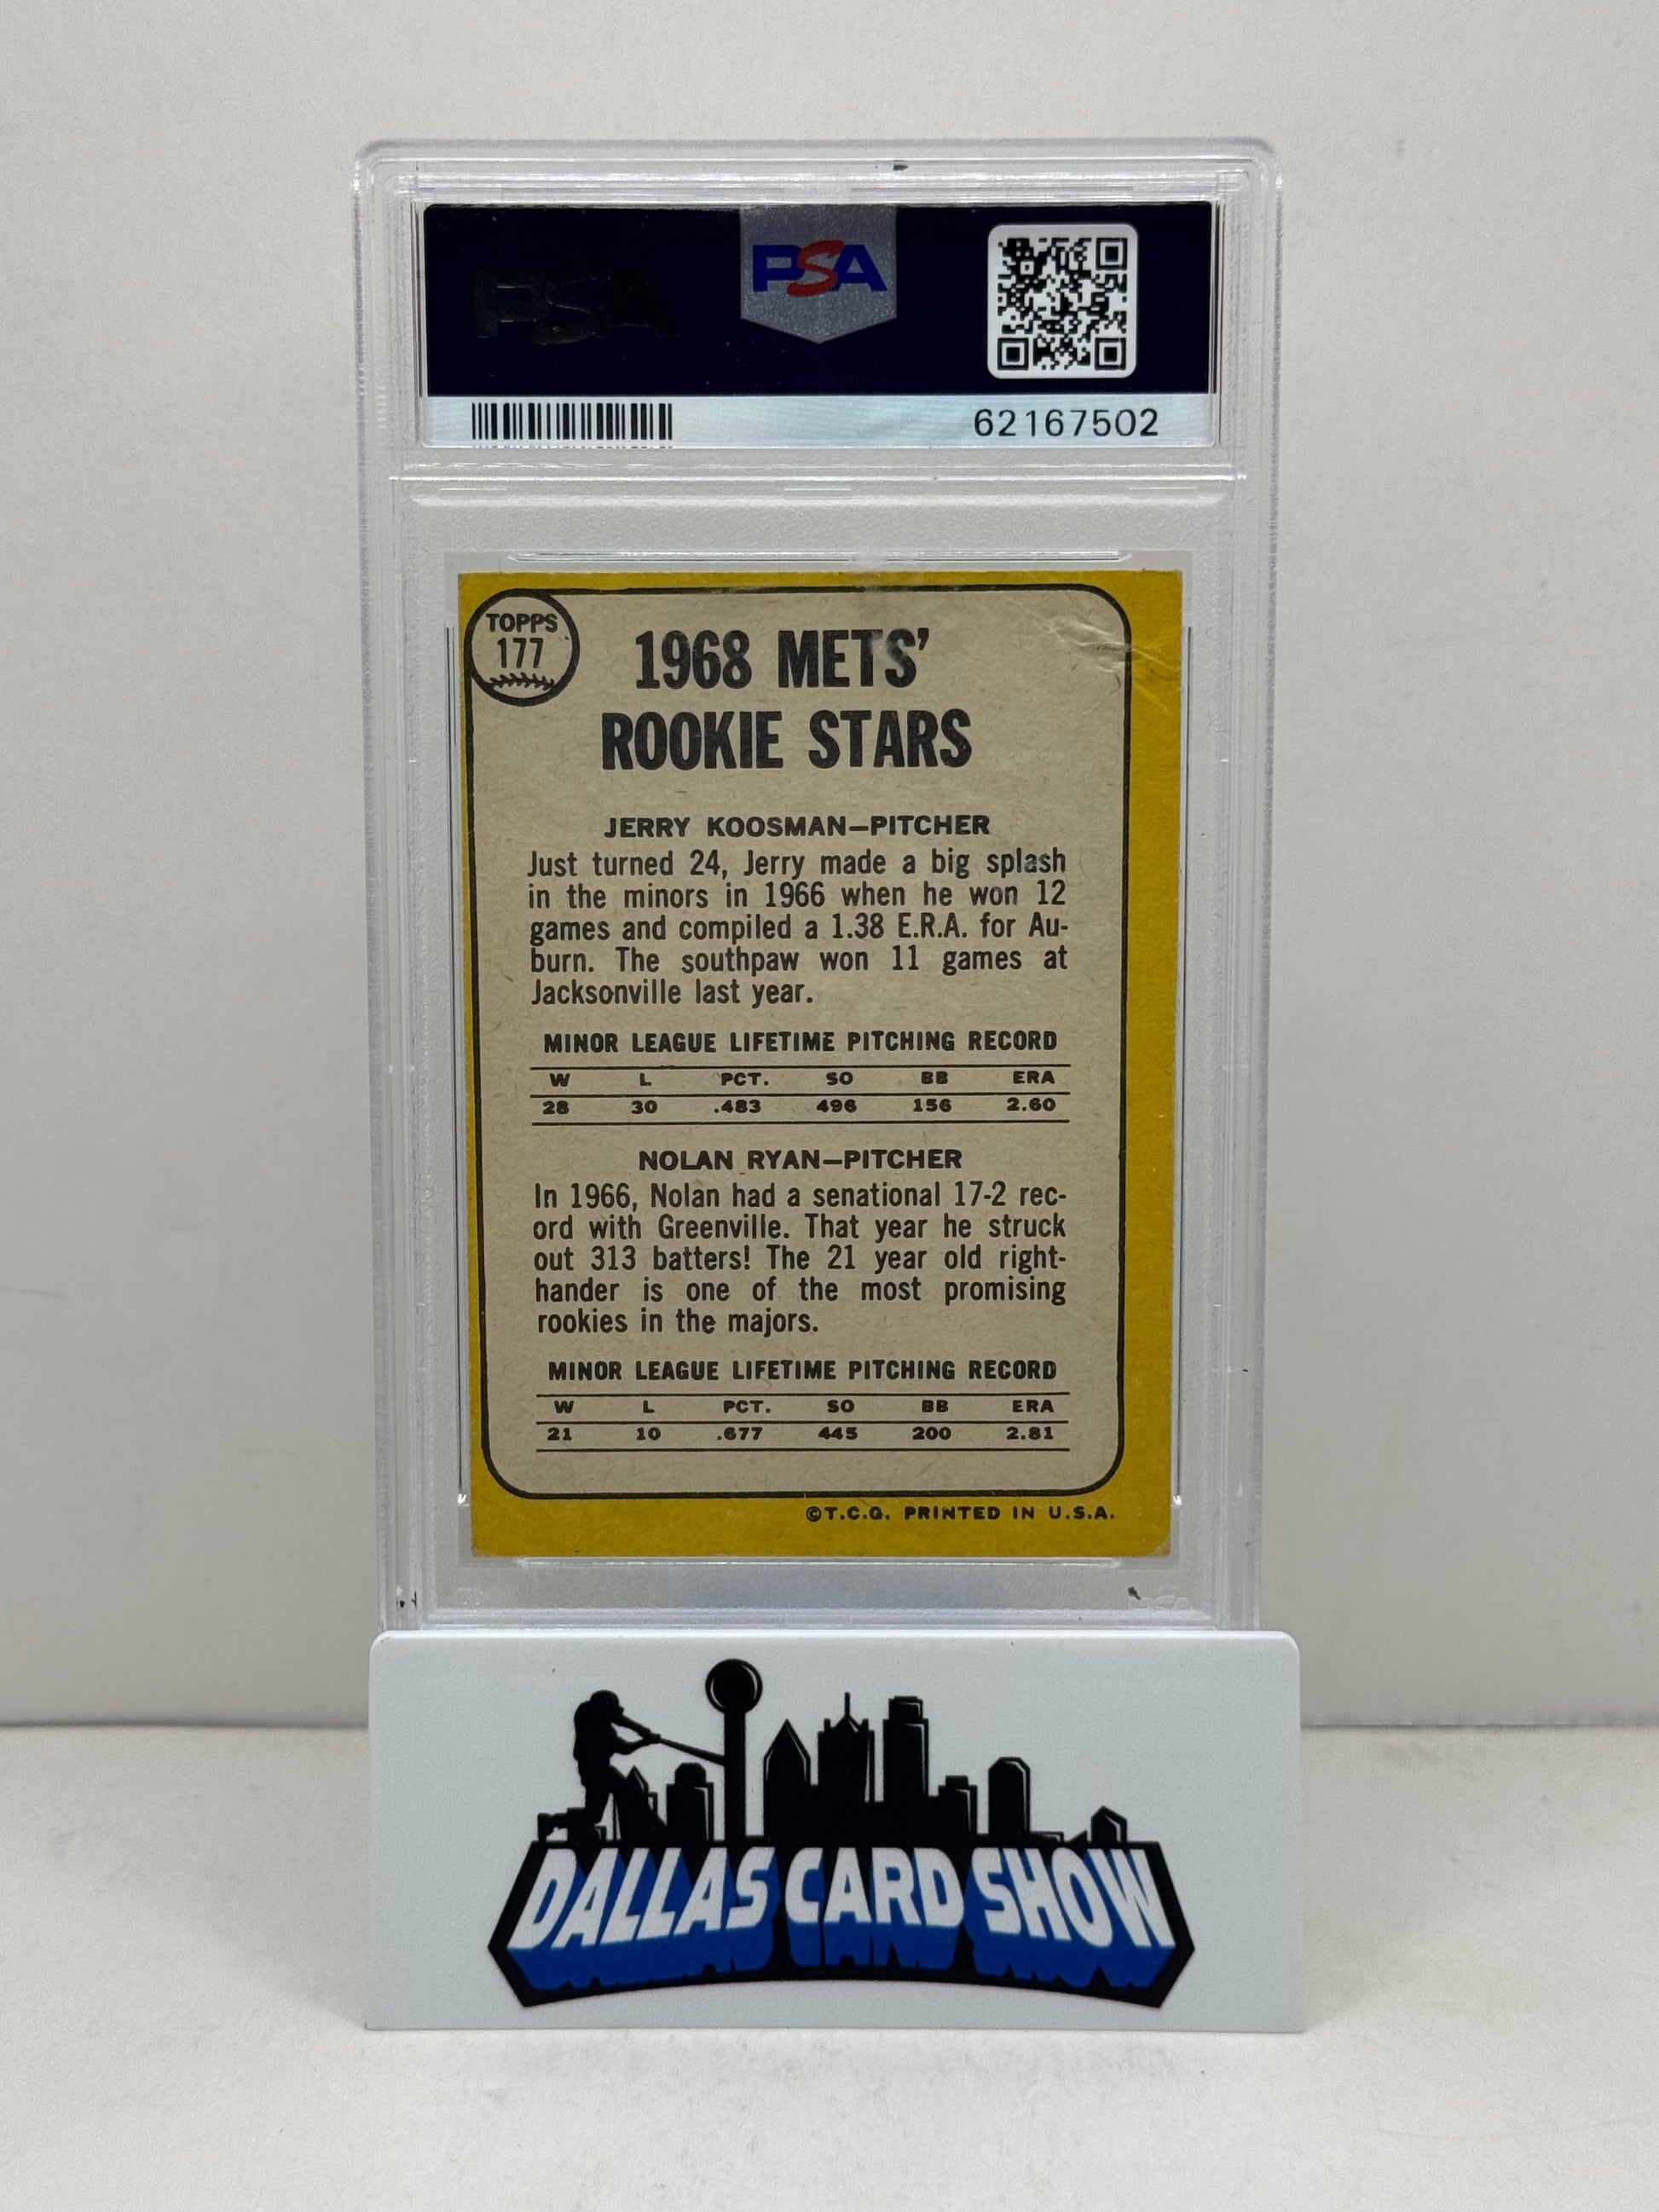 PSA
PSA
62167502
TOPPS
177
1968 METS'
ROOKIE STARS
JERRY KOOSMAN—PITCHER
Just turned 24, Jerry made a big splash
in the minors in 1966 when he won 12
games and compiled a 1.38 E.R.A. for Au-
burn. The southpaw won 11 games at
Jacksonville last year.
MINOR LEAGUE LIFETIME PITCHING RECORD
W L PCT. SO BB ERA
28 30 .483 496 156 2.60
NOLAN RYAN—PITCHER
In 1966, Nolan had a senational 17-2 rec-
ord with Greenville. That year he struck
out 313 batters! The 21 year old right-
hander is one of the most promising
rookies in the majors.
MINOR LEAGUE LIFETIME PITCHING RECORD
W L PCT. SO BB ERA
21 10 .677 445 200 2.81
©T.C.G. PRINTED IN U.S.A.
PSA
DALLAS CARD SHOW